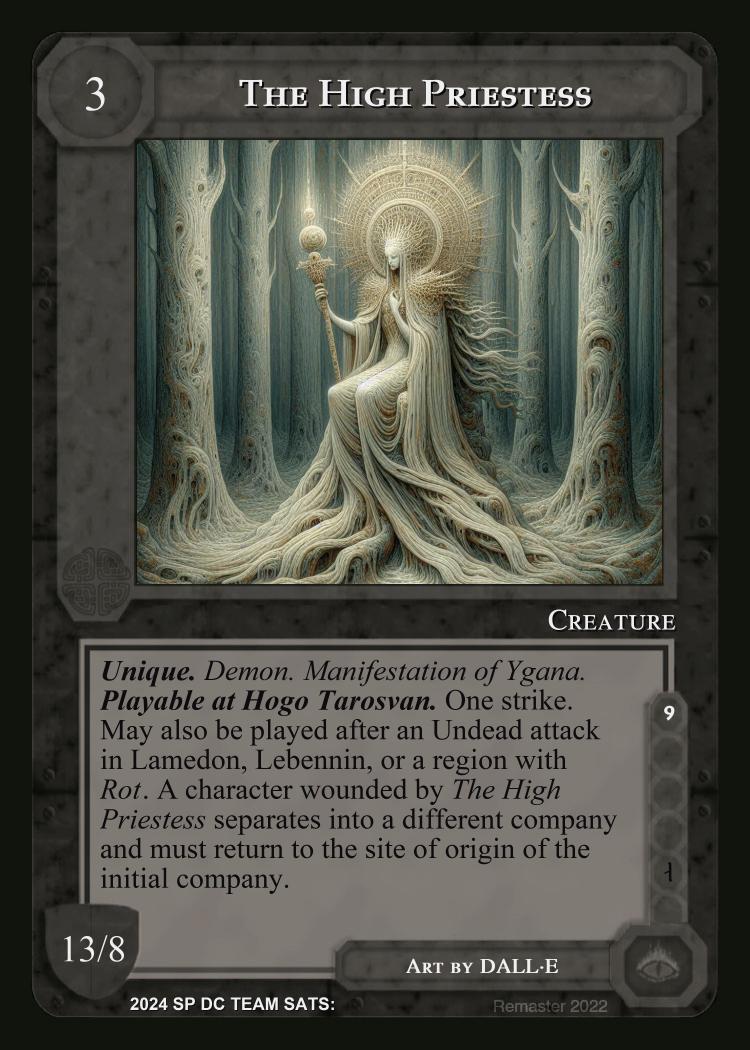 3
The High Priestess
Creature
Unique. Demon. Manifestation of Ygana.
Playable at Hogo Tarosvan. One strike.
May also be played after an Undead attack
in Lamedon, Lebennin, or a region with
Rot. A character wounded by The High
Priestess separates into a different company
and must return to the site of origin of the
initial company.
9
13/8
Art by DALL·E
2024 SP DC TEAM SATS:
Remaster 2022